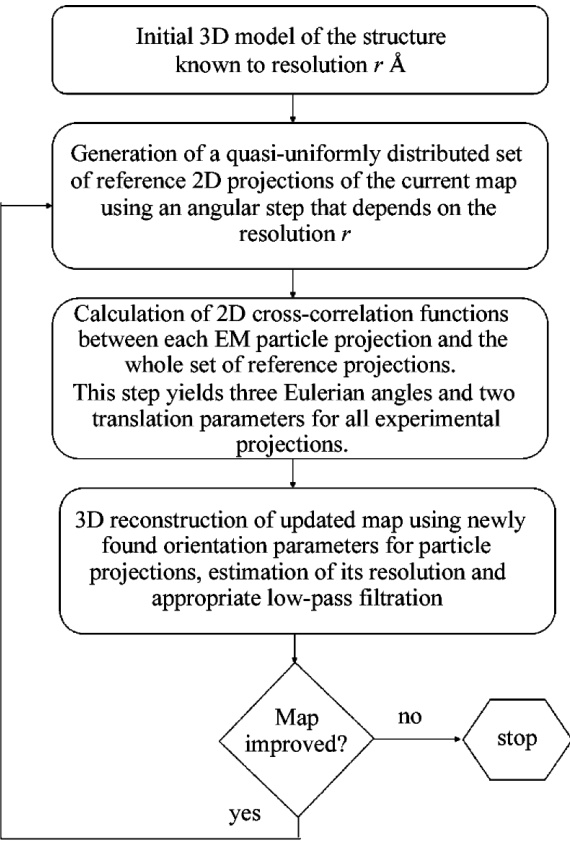 Initial 3D model of the structure
known to resolution r Å
Generation of a quasi-uniformly distributed set
of reference 2D projections of the current map
using an angular step that depends on the
resolution r
Calculation of 2D cross-correlation functions
between each EM particle projection and the
whole set of reference projections.
This step yields three Eulerian angles and two
translation parameters for all experimental
projections.
3D reconstruction of updated map using newly
found orientation parameters for particle
projections, estimation of its resolution and
appropriate low-pass filtration
Map
improved?
no
stop
yes